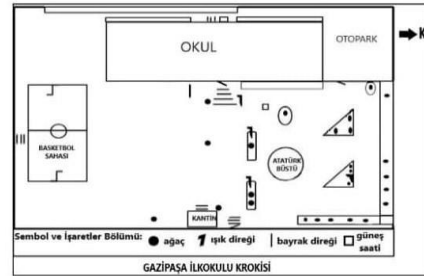 OKUL
OTOPARK
K
BASKETBOL
SAHASI
ATATÜRK
BÜSTÜ
KANTİN
Sembol ve İşaretler Bölümü: ağaç ışık direği bayrak direği güneş
saati
GAZİPAŞA İLKOKULU KROKİSİ